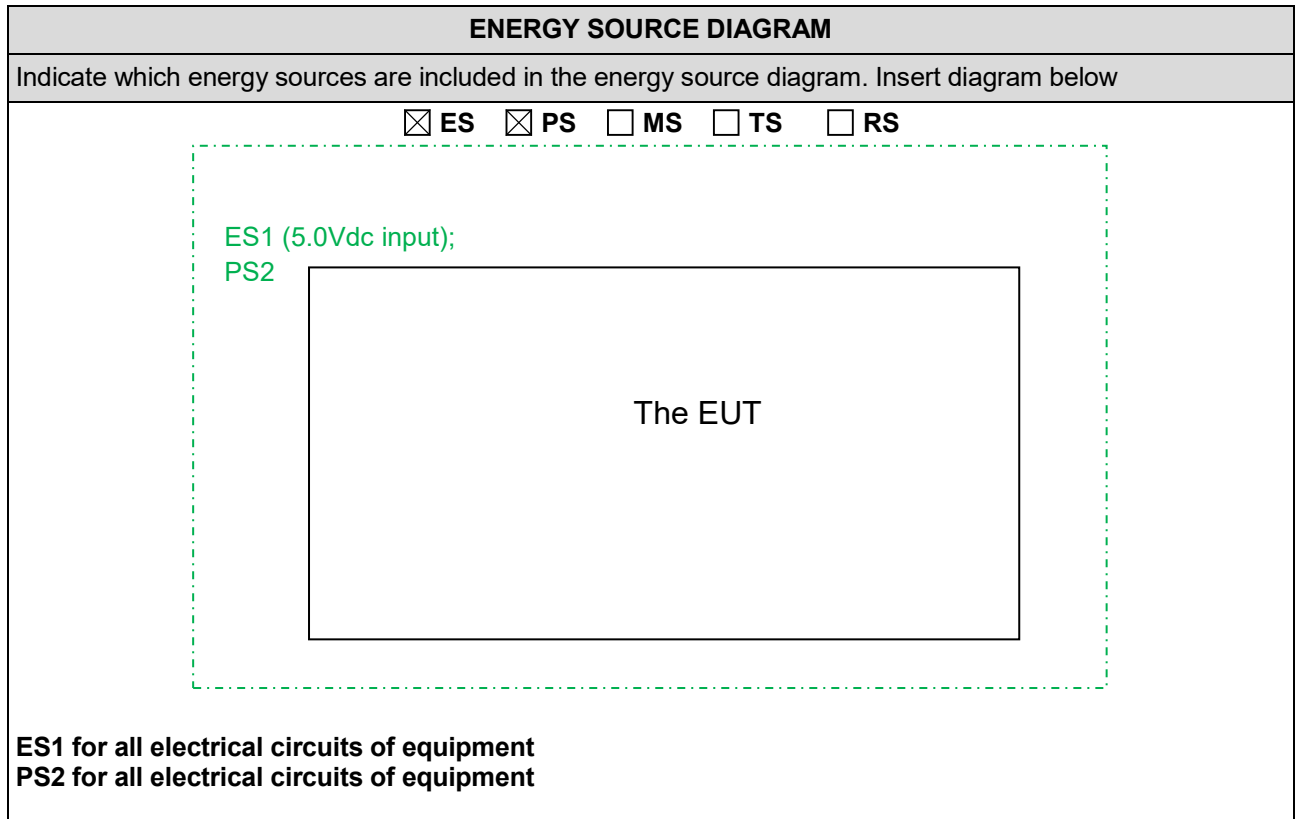 ENERGY SOURCE DIAGRAM
Indicate which energy sources are included in the energy source diagram. Insert diagram below
☒ ES ☒ PS ☐ MS ☐ TS ☐ RS
ES1 (5.0Vdc input);
PS2
The EUT
ES1 for all electrical circuits of equipment
PS2 for all electrical circuits of equipment